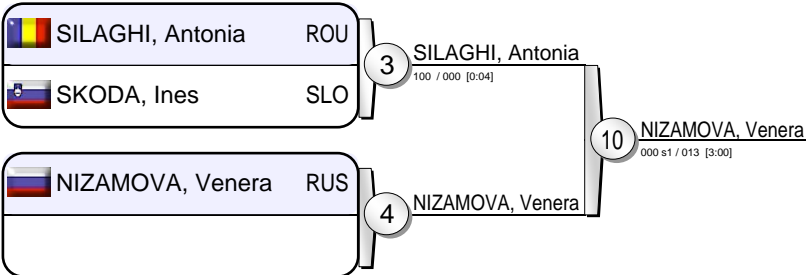 SILAGHI, Antonia ROU
SKODA, Ines SLO
3
SILAGHI, Antonia
100 / 000 [0:04]
10
NIZAMOVA, Venera
000 s1 / 013 [3:00]
NIZAMOVA, Venera RUS
4
NIZAMOVA, Venera